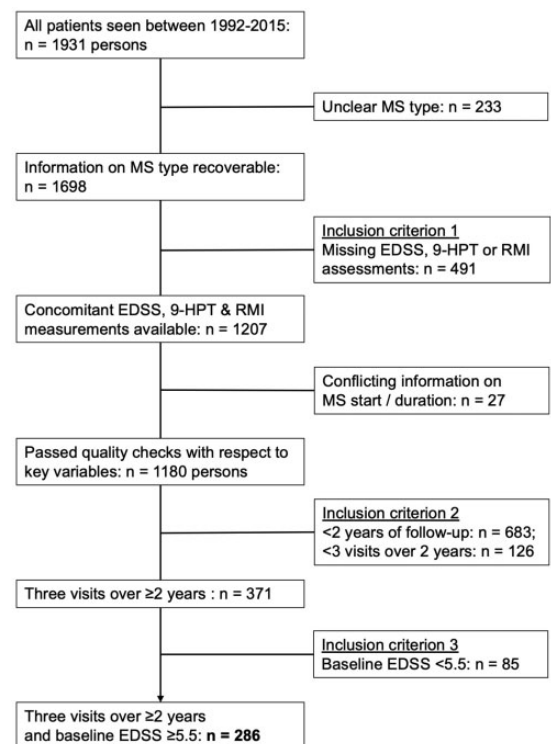 All patients seen between 1992-2015:
n = 1931 persons
Unclear MS type: n = 233
Information on MS type recoverable:
n = 1698
Inclusion criterion 1
Missing EDSS, 9-HPT or RMI
assessments: n = 491
Concomitant EDSS, 9-HPT & RMI
measurements available: n = 1207
Conflicting information on
MS start / duration: n = 27
Passed quality checks with respect to
key variables: n = 1180 persons
Inclusion criterion 2
<2 years of follow-up: n = 683;
<3 visits over 2 years: n = 126
Three visits over ≥2 years : n = 371
Inclusion criterion 3
Baseline EDSS <5.5: n = 85
Three visits over ≥2 years
and baseline EDSS ≥5.5: n = 286